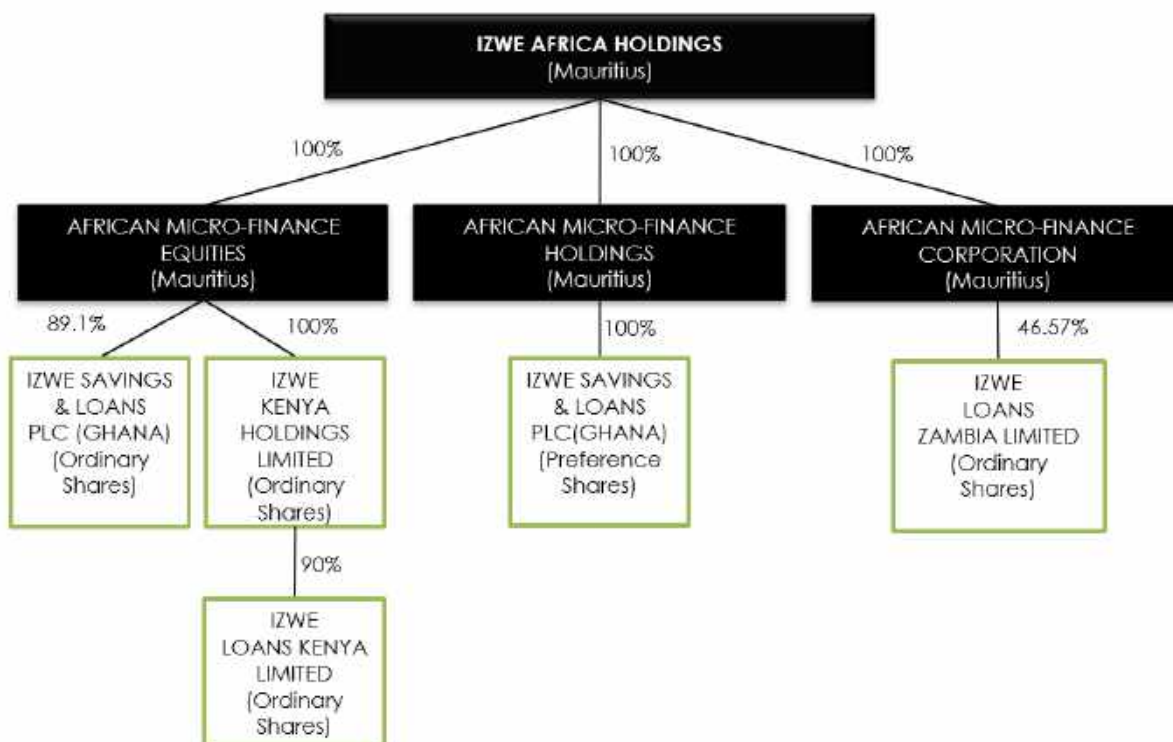 IZWE AFRICA HOLDINGS
(Mauritius)
100%
100%
100%
AFRICAN MICRO-FINANCE
EQUITIES
(Mauritius)
AFRICAN MICRO-FINANCE
HOLDINGS
(Mauritius)
AFRICAN MICRO-FINANCE
CORPORATION
(Mauritius)
89.1%
100%
100%
46.57%
IZWE SAVINGS
& LOANS
PLC (GHANA)
(Ordinary
Shares)
IZWE
KENYA
HOLDINGS
LIMITED
(Ordinary
Shares)
IZWE SAVINGS
& LOANS
PLC(GHANA)
(Preference
Shares)
IZWE
LOANS
ZAMBIA LIMITED
(Ordinary
Shares)
90%
IZWE
LOANS KENYA
LIMITED
(Ordinary
Shares)